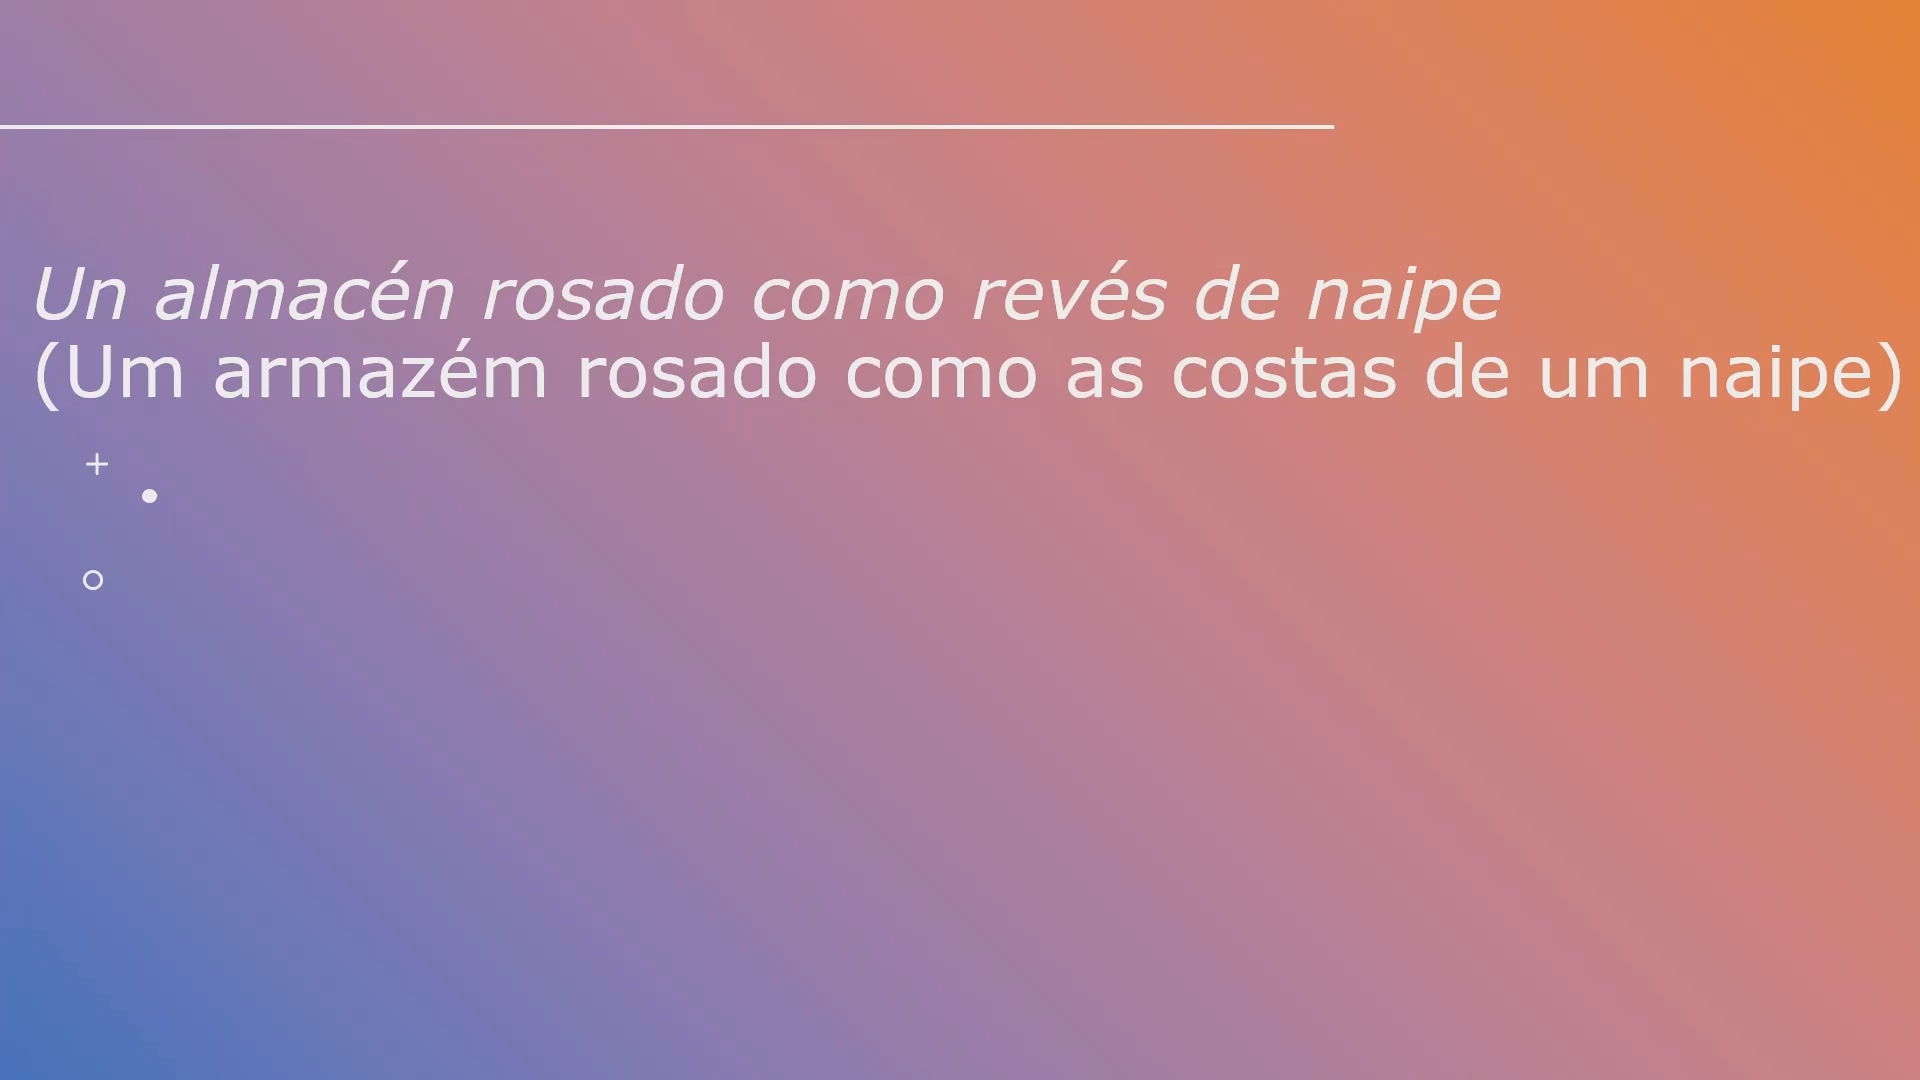 Un almacén rosado como revés de naipe
(Um armazém rosado como as costas de um naipe)